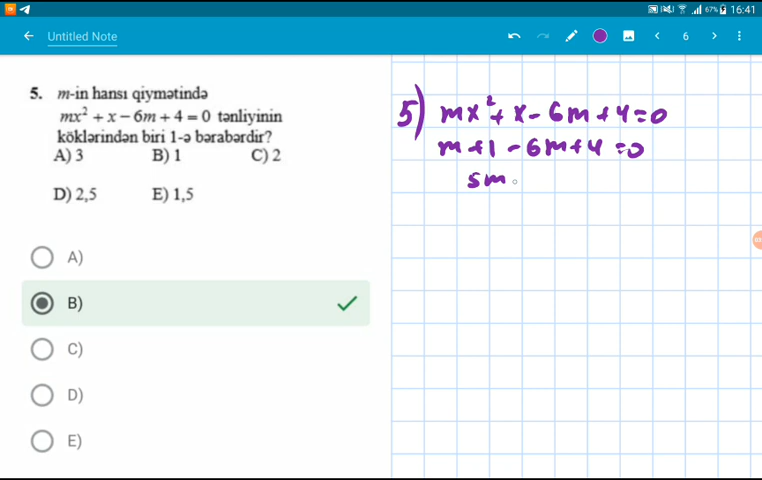 67% 16:41
Untitled Note
6
5. m-in hansı qiymətində
mx² + x − 6m + 4 = 0 tənliyinin
köklərindən biri 1-ə bərabərdir?
A) 3 B) 1 C) 2
D) 2,5 E) 1,5
A)
B)
C)
D)
E)
5) mx² + x - 6m + 4 = 0
m + 1 - 6m + 4 = 0
5m